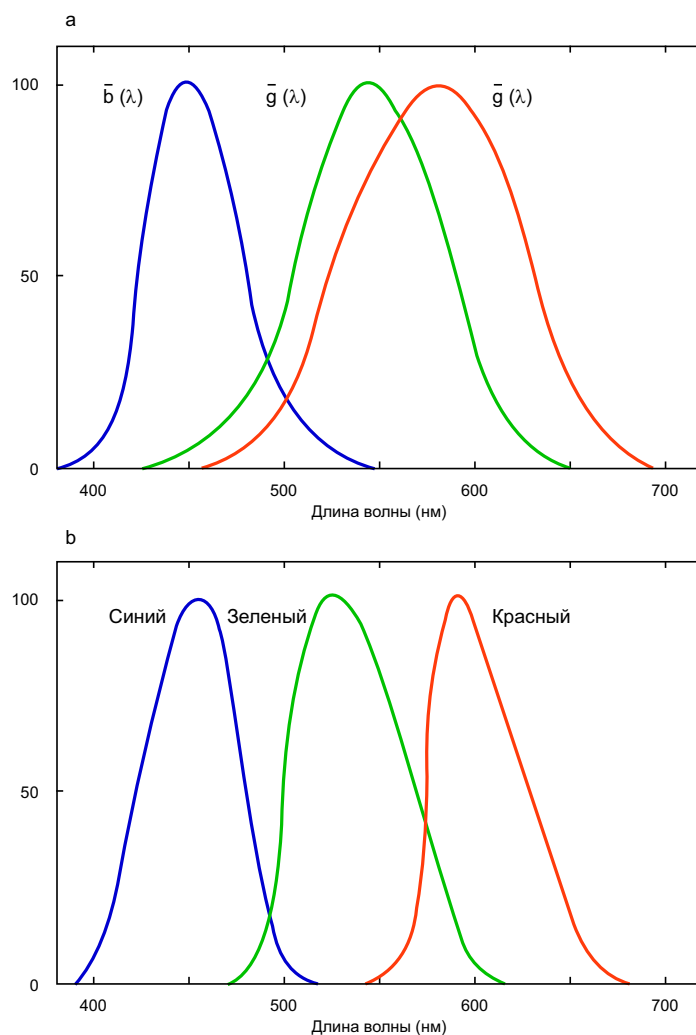 a
100
b̄ (λ) ḡ (λ) ḡ (λ)
50
0
400 500 600 700
Длина волны (нм)
b
100
Синий Зеленый Красный
50
0
400 500 600 700
Длина волны (нм)